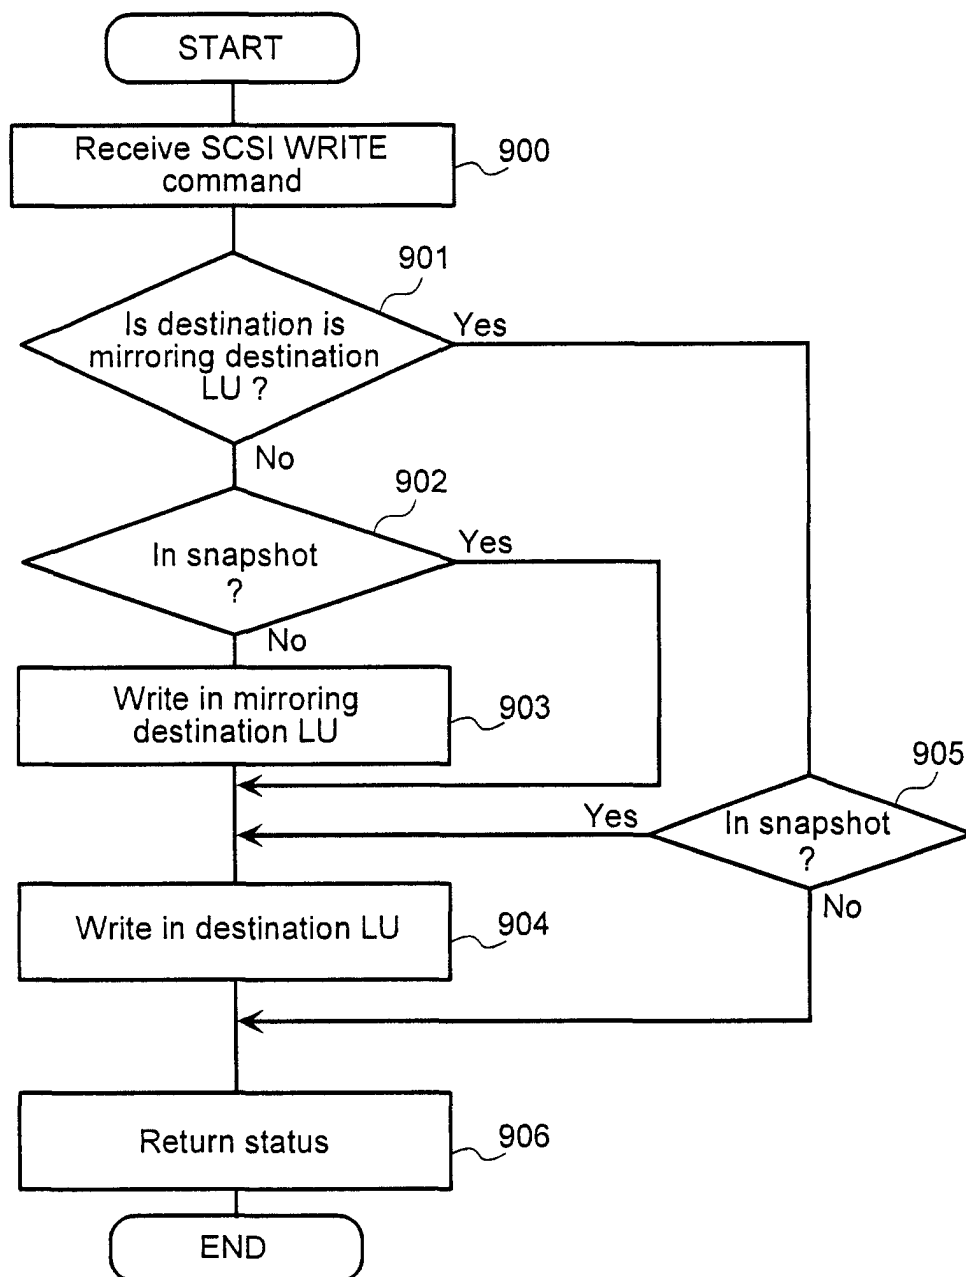 START
Receive SCSI WRITE
command
900
901
Is destination is
mirroring destination
LU ?
Yes
No
902
In snapshot
?
Yes
No
Write in mirroring
destination LU
903
905
In snapshot
?
Yes
No
Write in destination LU
904
Return status
906
END